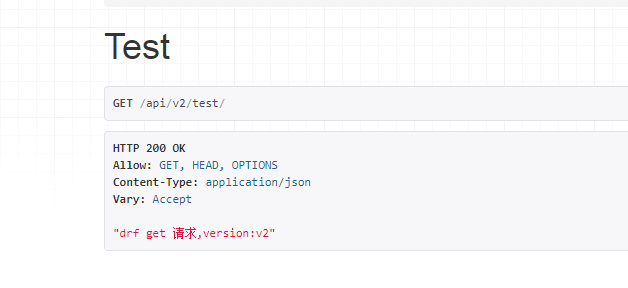 Test
GET /api/v2/test/
HTTP 200 OK
Allow: GET, HEAD, OPTIONS
Content-Type: application/json
Vary: Accept
"drf get 请求,version:v2"